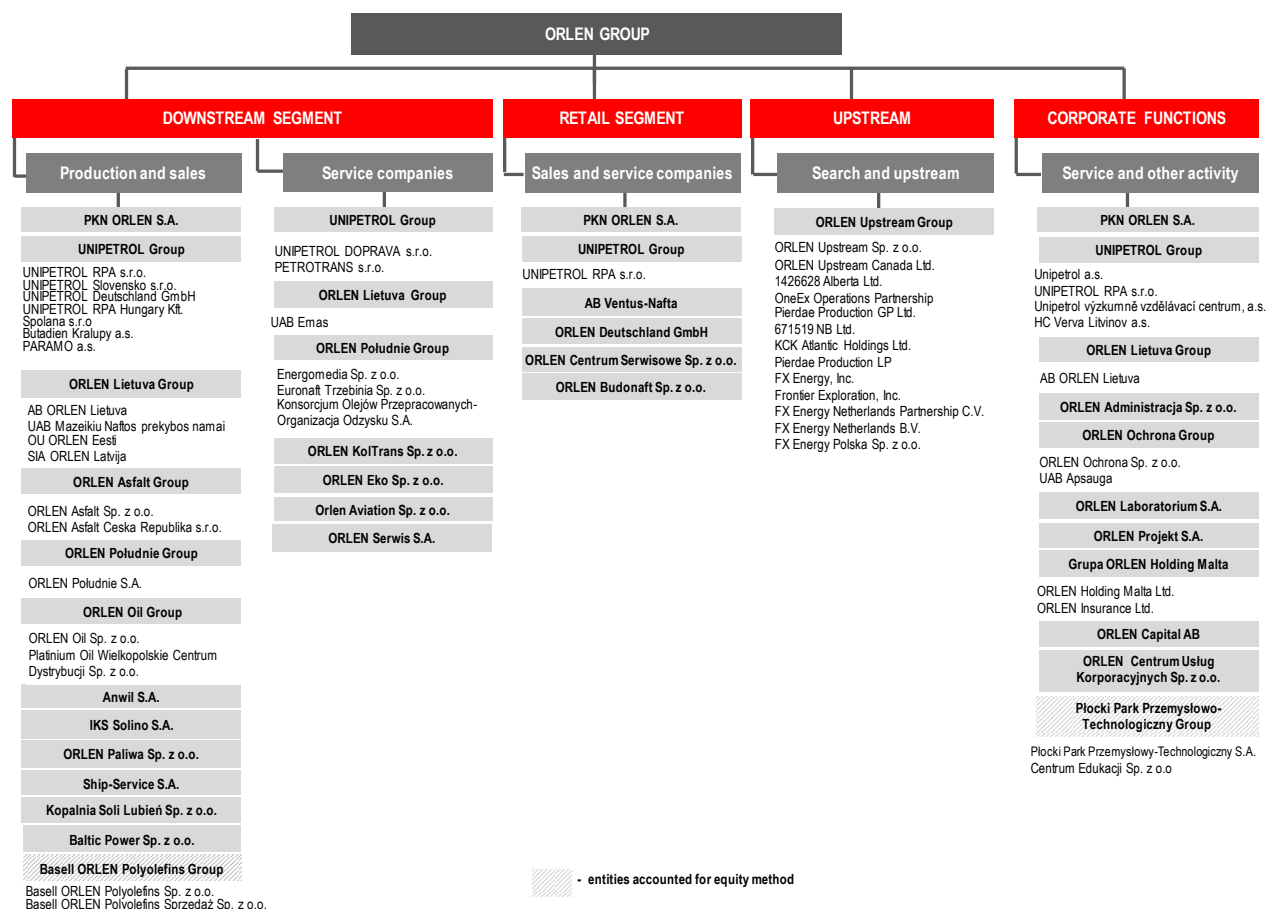 ORLEN GROUP
DOWNSTREAM SEGMENT
RETAIL SEGMENT
UPSTREAM
CORPORATE FUNCTIONS
Production and sales
Service companies
Sales and service companies
Search and upstream
Service and other activity
PKN ORLEN S.A.
UNIPETROL Group
UNIPETROL RPA s.r.o.
UNIPETROL Slovensko s.r.o.
UNIPETROL Deutschland GmbH
UNIPETROL RPA Hungary Kft.
Spolana s.r.o
Butadien Kralupy a.s.
PARAMO a.s.
ORLEN Lietuva Group
AB ORLEN Lietuva
UAB Mazeikiu Naftos prekybos namai
OU ORLEN Eesti
SIA ORLEN Latvija
ORLEN Asfalt Group
ORLEN Asfalt Sp. z o.o.
ORLEN Asfalt Ceska Republika s.r.o.
ORLEN Południe Group
ORLEN Południe S.A.
ORLEN Oil Group
ORLEN Oil Sp. z o.o.
Platinium Oil Wielkopolskie Centrum
Dystrybucji Sp. z o.o.
Anwil S.A.
IKS Solino S.A.
ORLEN Paliwa Sp. z o.o.
Ship-Service S.A.
Kopalnia Soli Lubień Sp. z o.o.
Baltic Power Sp. z o.o.
Basell ORLEN Polyolefins Group
Basell ORLEN Polyolefins Sp. z o.o.
Basell ORLEN Polyolefins Sprzedaż Sp. z o.o.
UNIPETROL Group
UNIPETROL DOPRAVA s.r.o.
PETROTRANS s.r.o.
ORLEN Lietuva Group
UAB Emas
ORLEN Południe Group
Energomedia Sp. z o.o.
Euronaft Trzebinia Sp. z o.o.
Konsorcjum Olejów Przepracowanych-
Organizacja Odzysku S.A.
ORLEN KolTrans Sp. z o.o.
ORLEN Eko Sp. z o.o.
Orlen Aviation Sp. z o.o.
ORLEN Serwis S.A.
PKN ORLEN S.A.
UNIPETROL Group
UNIPETROL RPA s.r.o.
AB Ventus-Nafta
ORLEN Deutschland GmbH
ORLEN Centrum Serwisowe Sp. z o.o.
ORLEN Budonaft Sp. z o.o.
ORLEN Upstream Group
ORLEN Upstream Sp. z o.o.
ORLEN Upstream Canada Ltd.
1426628 Alberta Ltd.
OneEx Operations Partnership
Pierdae Production GP Ltd.
671519 NB Ltd.
KCK Atlantic Holdings Ltd.
Pierdae Production LP
FX Energy, Inc.
Frontier Exploration, Inc.
FX Energy Netherlands Partnership C.V.
FX Energy Netherlands B.V.
FX Energy Polska Sp. z o.o.
PKN ORLEN S.A.
UNIPETROL Group
Unipetrol a.s.
UNIPETROL RPA s.r.o.
Unipetrol výzkumně vzdělávací centrum, a.s.
HC Verva Litvinov a.s.
ORLEN Lietuva Group
AB ORLEN Lietuva
ORLEN Administracja Sp. z o.o.
ORLEN Ochrona Group
ORLEN Ochrona Sp. z o.o.
UAB Apsauga
ORLEN Laboratorium S.A.
ORLEN Projekt S.A.
Grupa ORLEN Holding Malta
ORLEN Holding Malta Ltd.
ORLEN Insurance Ltd.
ORLEN Capital AB
ORLEN Centrum Usług
Korporacyjnych Sp. z o.o.
Płocki Park Przemysłowo-
Technologiczny Group
Płocki Park Przemysłowy-Technologiczny S.A.
Centrum Edukacji Sp. z o.o
- entities accounted for equity method